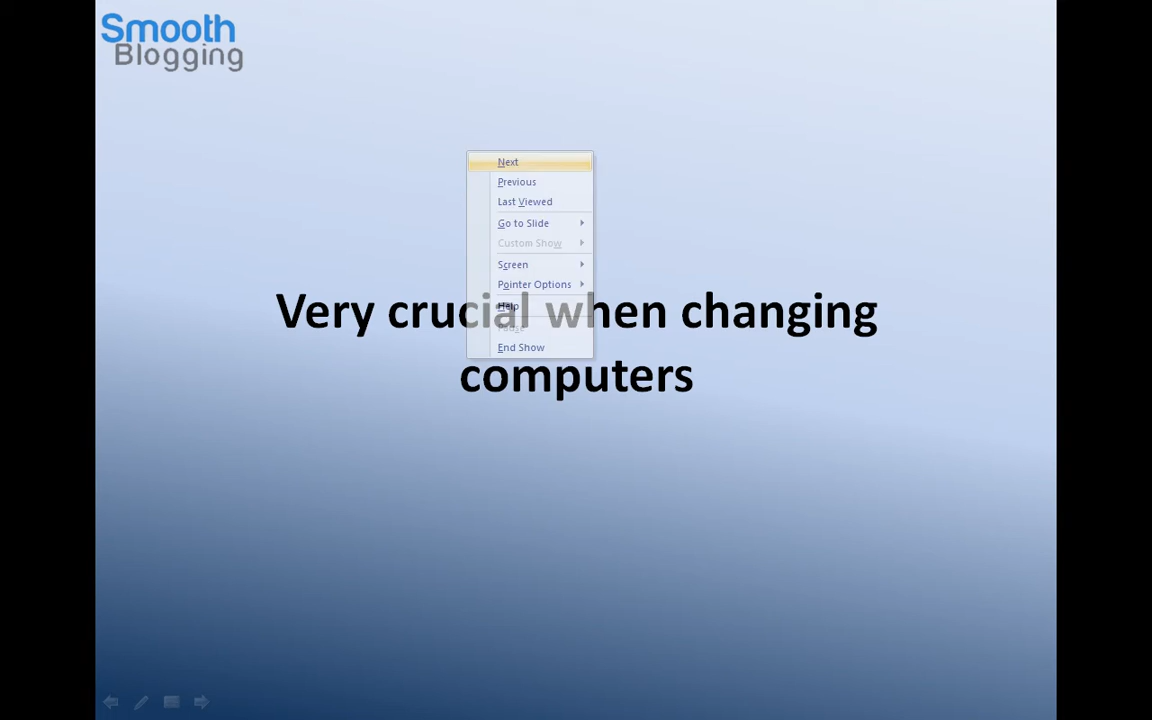 Smooth
Blogging
Next
Previous
Last Viewed
Go to Slide
Custom Show
Screen
Pointer Options
Help
Pause
End Show
Very crucial when changing
computers